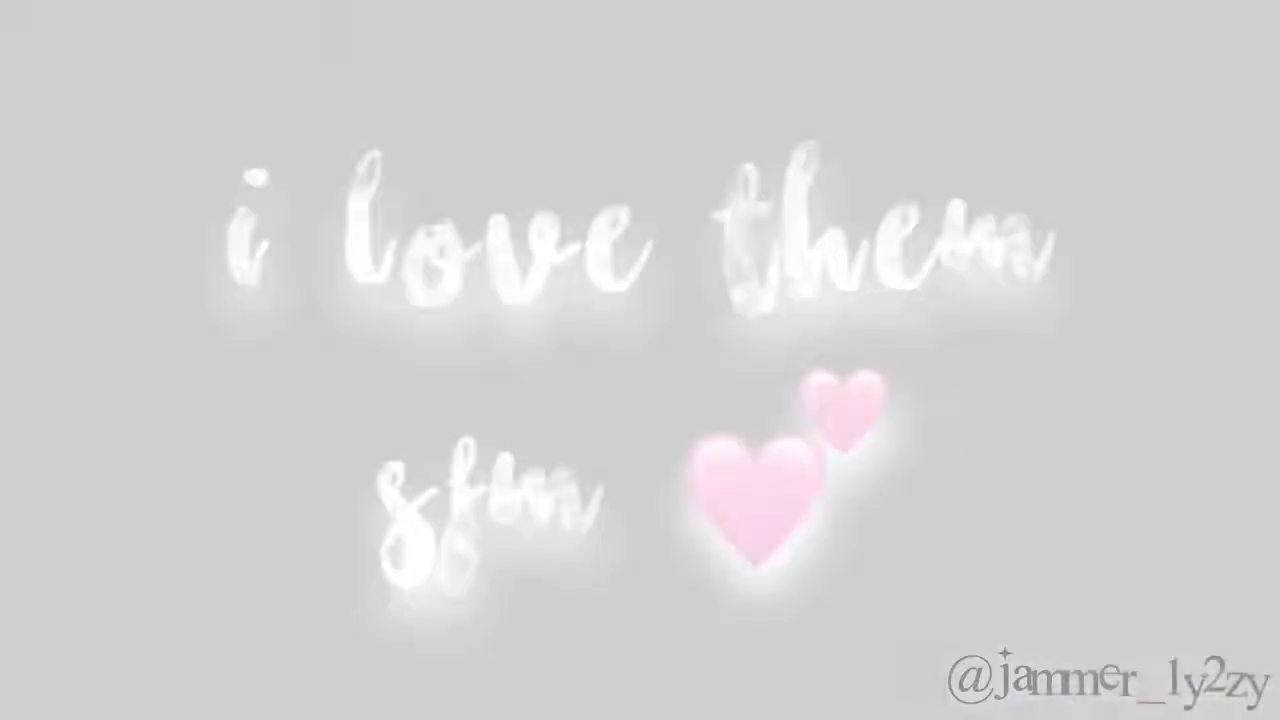 i love them
sfm 💕
@jammer_1y2zy